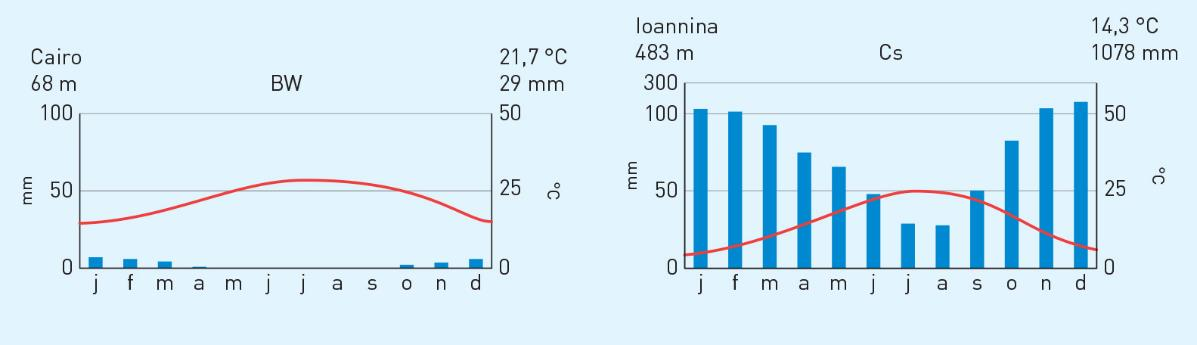 Cairo
68 m
BW
21,7 °C
29 mm
100
50
0
mm
50
25
0
°C
j f m a m j j a s o n d
Ioannina
483 m
Cs
14,3 °C
1078 mm
300
100
50
0
mm
50
25
0
°C
j f m a m j j a s o n d